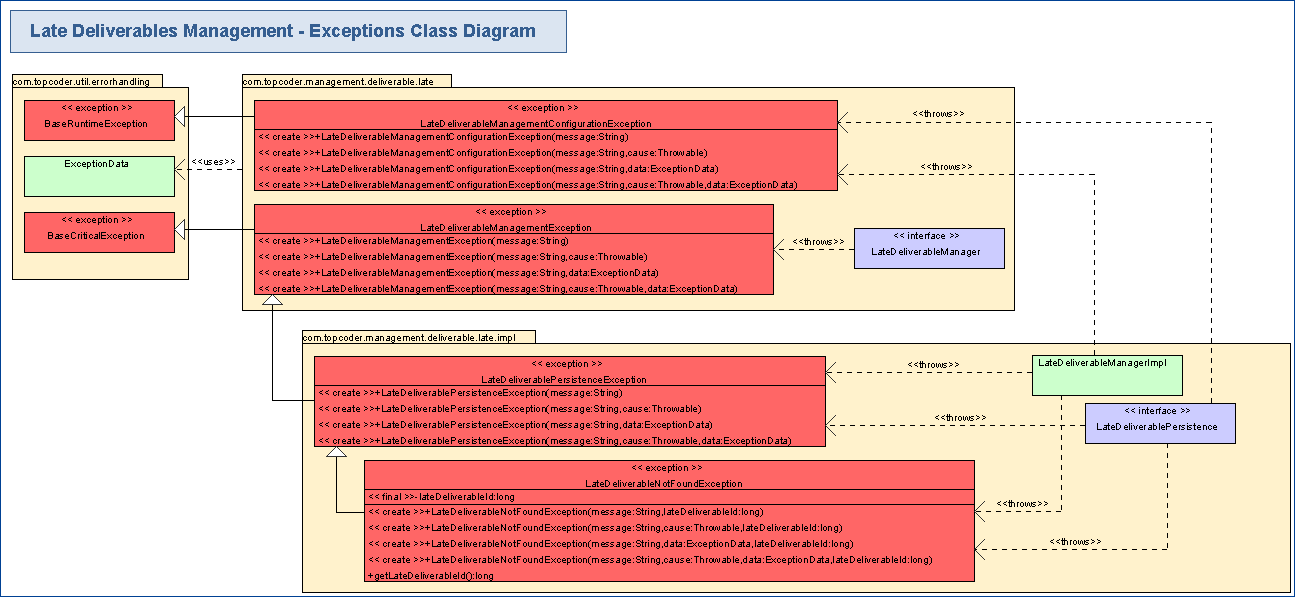 Late Deliverables Management - Exceptions Class Diagram
com.topcoder.util.errorhandling
<< exception >>
BaseRuntimeException
ExceptionData
<< exception >>
BaseCriticalException
<<uses>>
com.topcoder.management.deliverable.late
<< exception >>
LateDeliverableManagementConfigurationException
<< create >>+LateDeliverableManagementConfigurationException(message:String)
<< create >>+LateDeliverableManagementConfigurationException(message:String,cause:Throwable)
<< create >>+LateDeliverableManagementConfigurationException(message:String,data:ExceptionData)
<< create >>+LateDeliverableManagementConfigurationException(message:String,cause:Throwable,data:ExceptionData)
<<throws>>
<<throws>>
<< exception >>
LateDeliverableManagementException
<< create >>+LateDeliverableManagementException(message:String)
<< create >>+LateDeliverableManagementException(message:String,cause:Throwable)
<< create >>+LateDeliverableManagementException(message:String,data:ExceptionData)
<< create >>+LateDeliverableManagementException(message:String,cause:Throwable,data:ExceptionData)
<<throws>>
<< interface >>
LateDeliverableManager
com.topcoder.management.deliverable.late.impl
<< exception >>
LateDeliverablePersistenceException
<< create >>+LateDeliverablePersistenceException(message:String)
<< create >>+LateDeliverablePersistenceException(message:String,cause:Throwable)
<< create >>+LateDeliverablePersistenceException(message:String,data:ExceptionData)
<< create >>+LateDeliverablePersistenceException(message:String,cause:Throwable,data:ExceptionData)
<<throws>>
LateDeliverableManagerImpl
<<throws>>
<< interface >>
LateDeliverablePersistence
<< exception >>
LateDeliverableNotFoundException
<< final >>-lateDeliverableId:long
<< create >>+LateDeliverableNotFoundException(message:String,lateDeliverableId:long)
<< create >>+LateDeliverableNotFoundException(message:String,cause:Throwable,lateDeliverableId:long)
<< create >>+LateDeliverableNotFoundException(message:String,data:ExceptionData,lateDeliverableId:long)
<< create >>+LateDeliverableNotFoundException(message:String,cause:Throwable,data:ExceptionData,lateDeliverableId:long)
+getLateDeliverableId():long
<<throws>>
<<throws>>